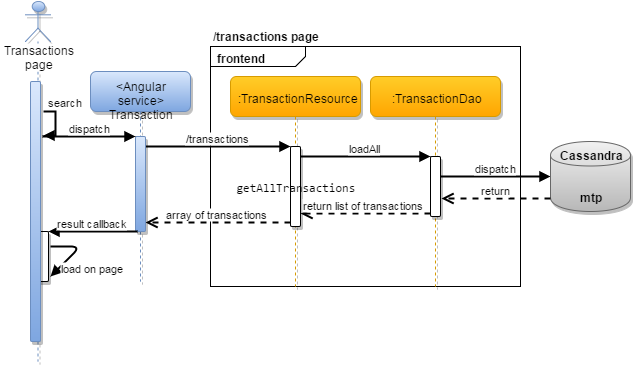 /transactions page
frontend
Transactions
page
<Angular
service>
Transaction
:TransactionResource
:TransactionDao
search
dispatch
/transactions
loadAll
dispatch
Cassandra
mtp
getAllTransactions
return
return list of transactions
array of transactions
result callback
load on page